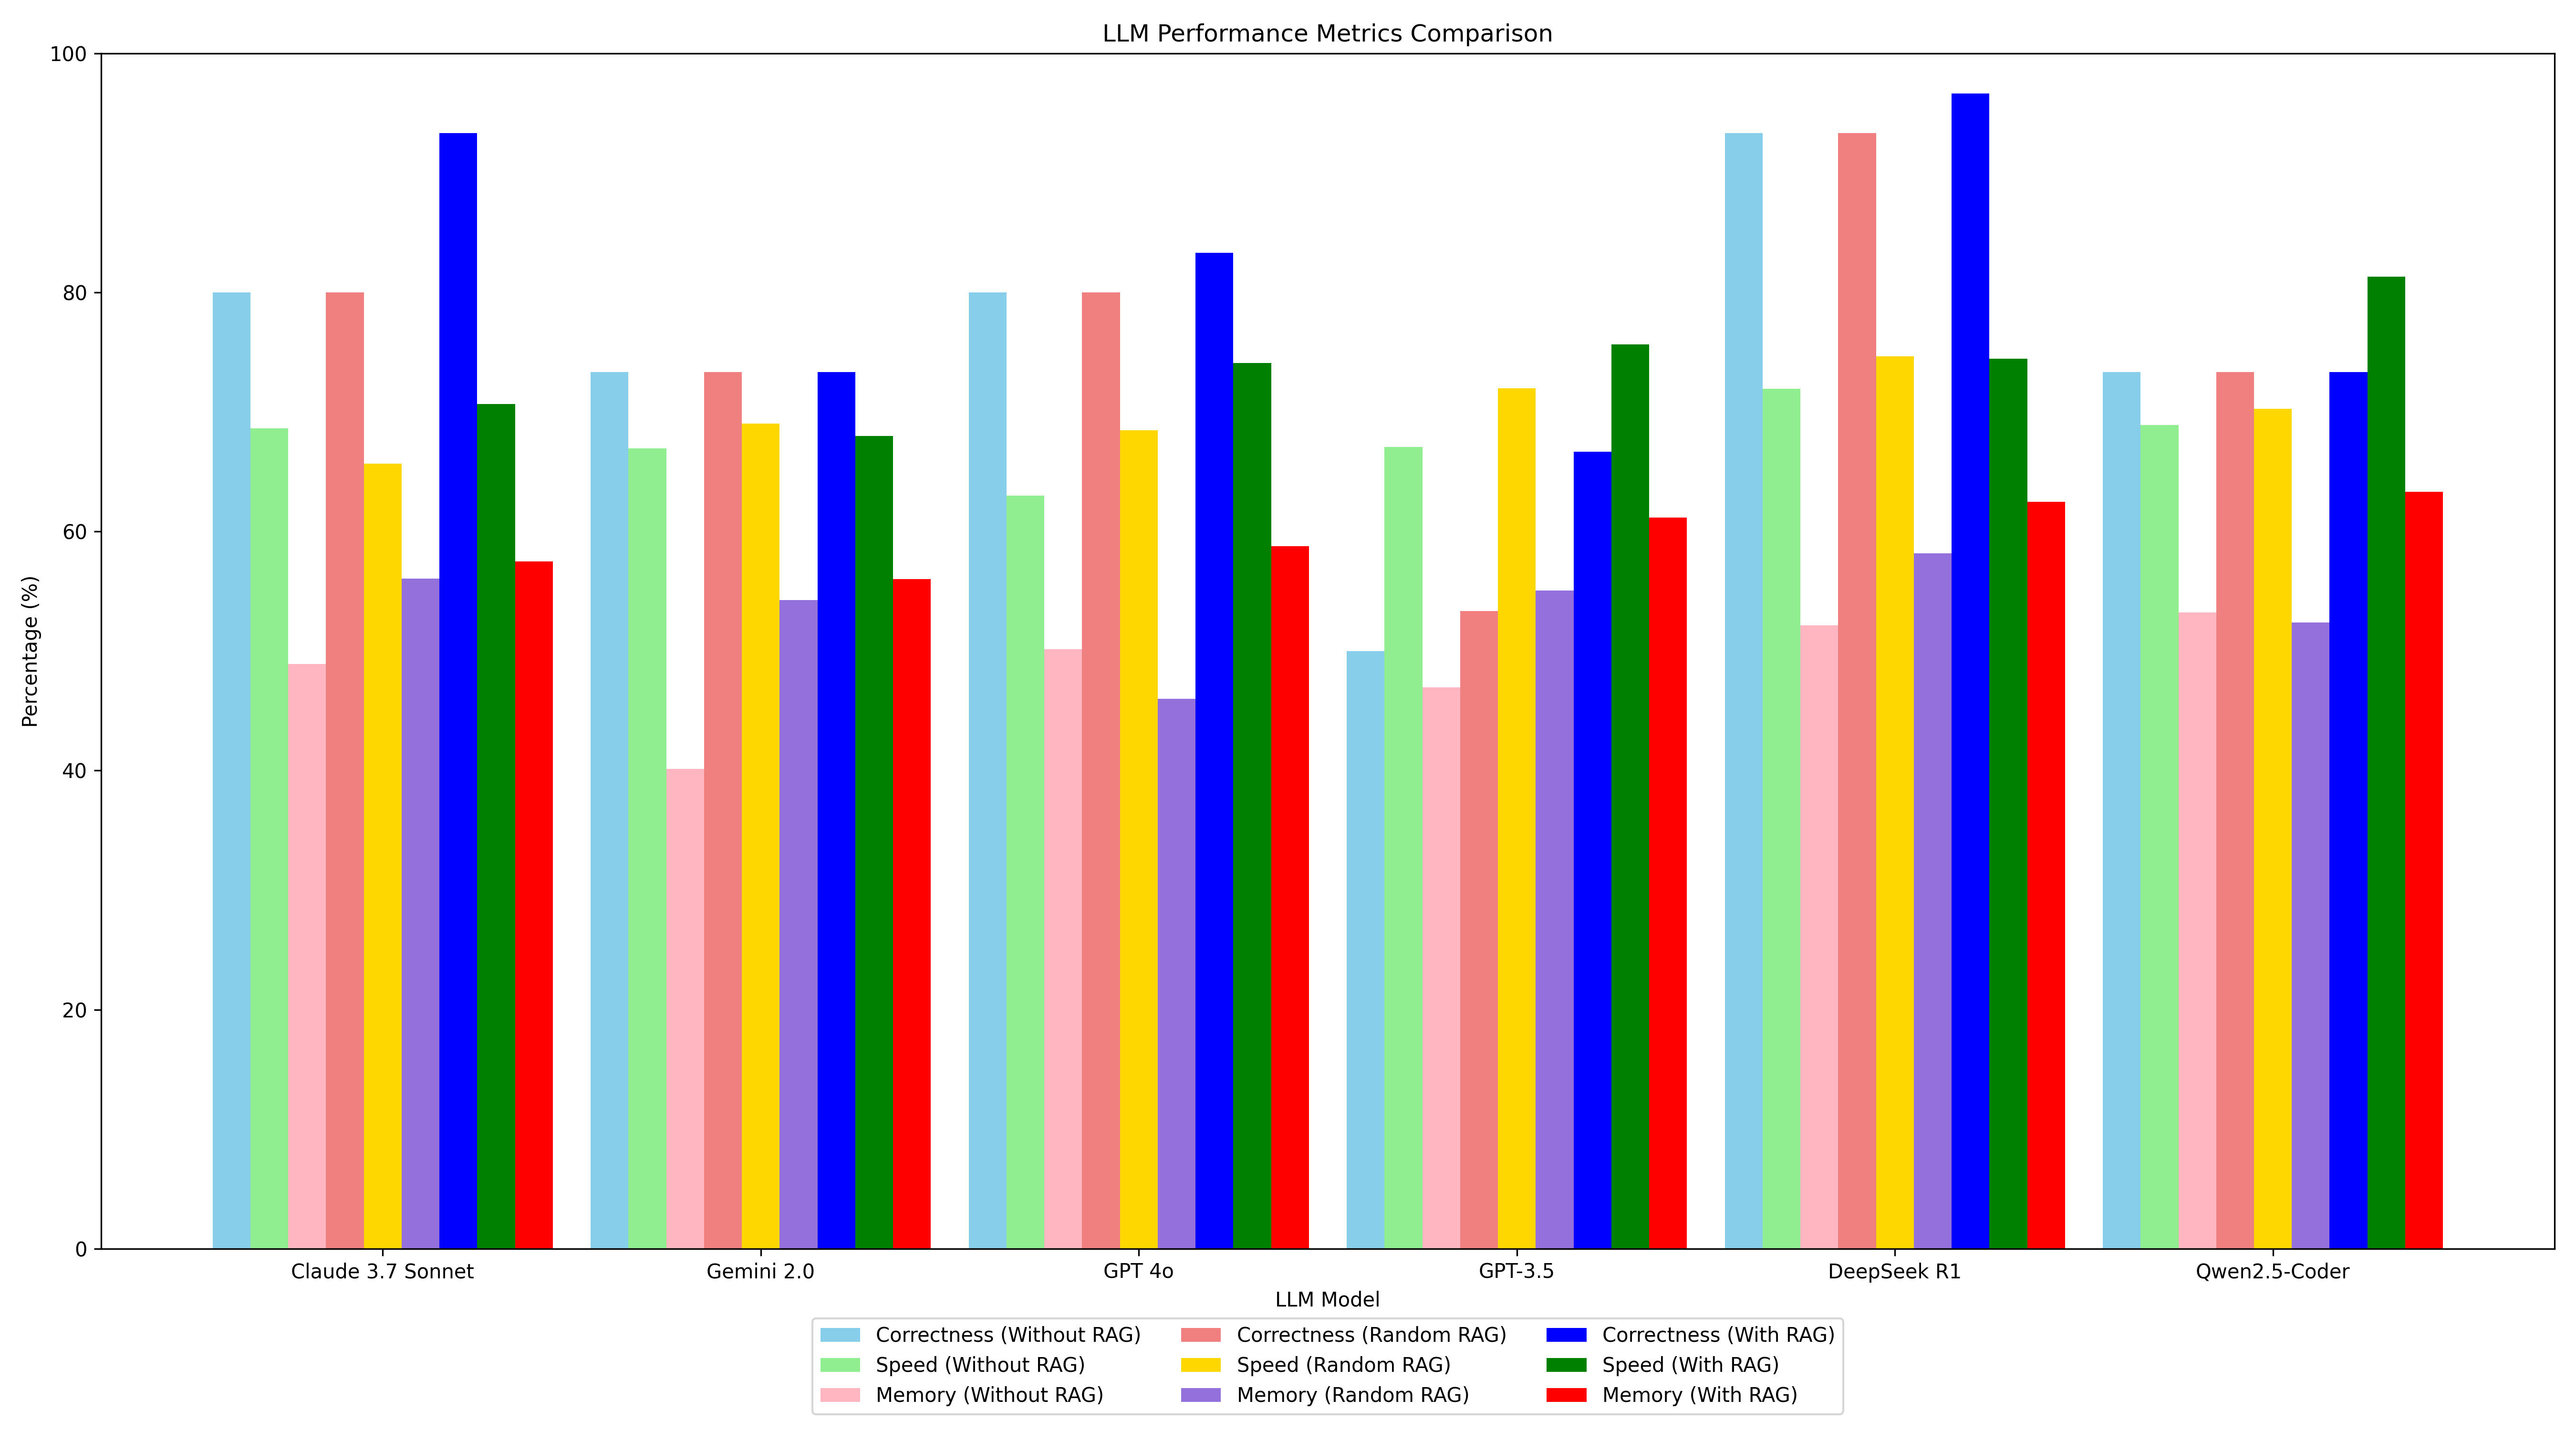 LLM Performance Metrics Comparison
100
80
60
40
20
0
Percentage (%)
Claude 3.7 Sonnet
Gemini 2.0
GPT 4o
GPT-3.5
DeepSeek R1
Qwen2.5-Coder
LLM Model
Correctness (Without RAG)
Speed (Without RAG)
Memory (Without RAG)
Correctness (Random RAG)
Speed (Random RAG)
Memory (Random RAG)
Correctness (With RAG)
Speed (With RAG)
Memory (With RAG)